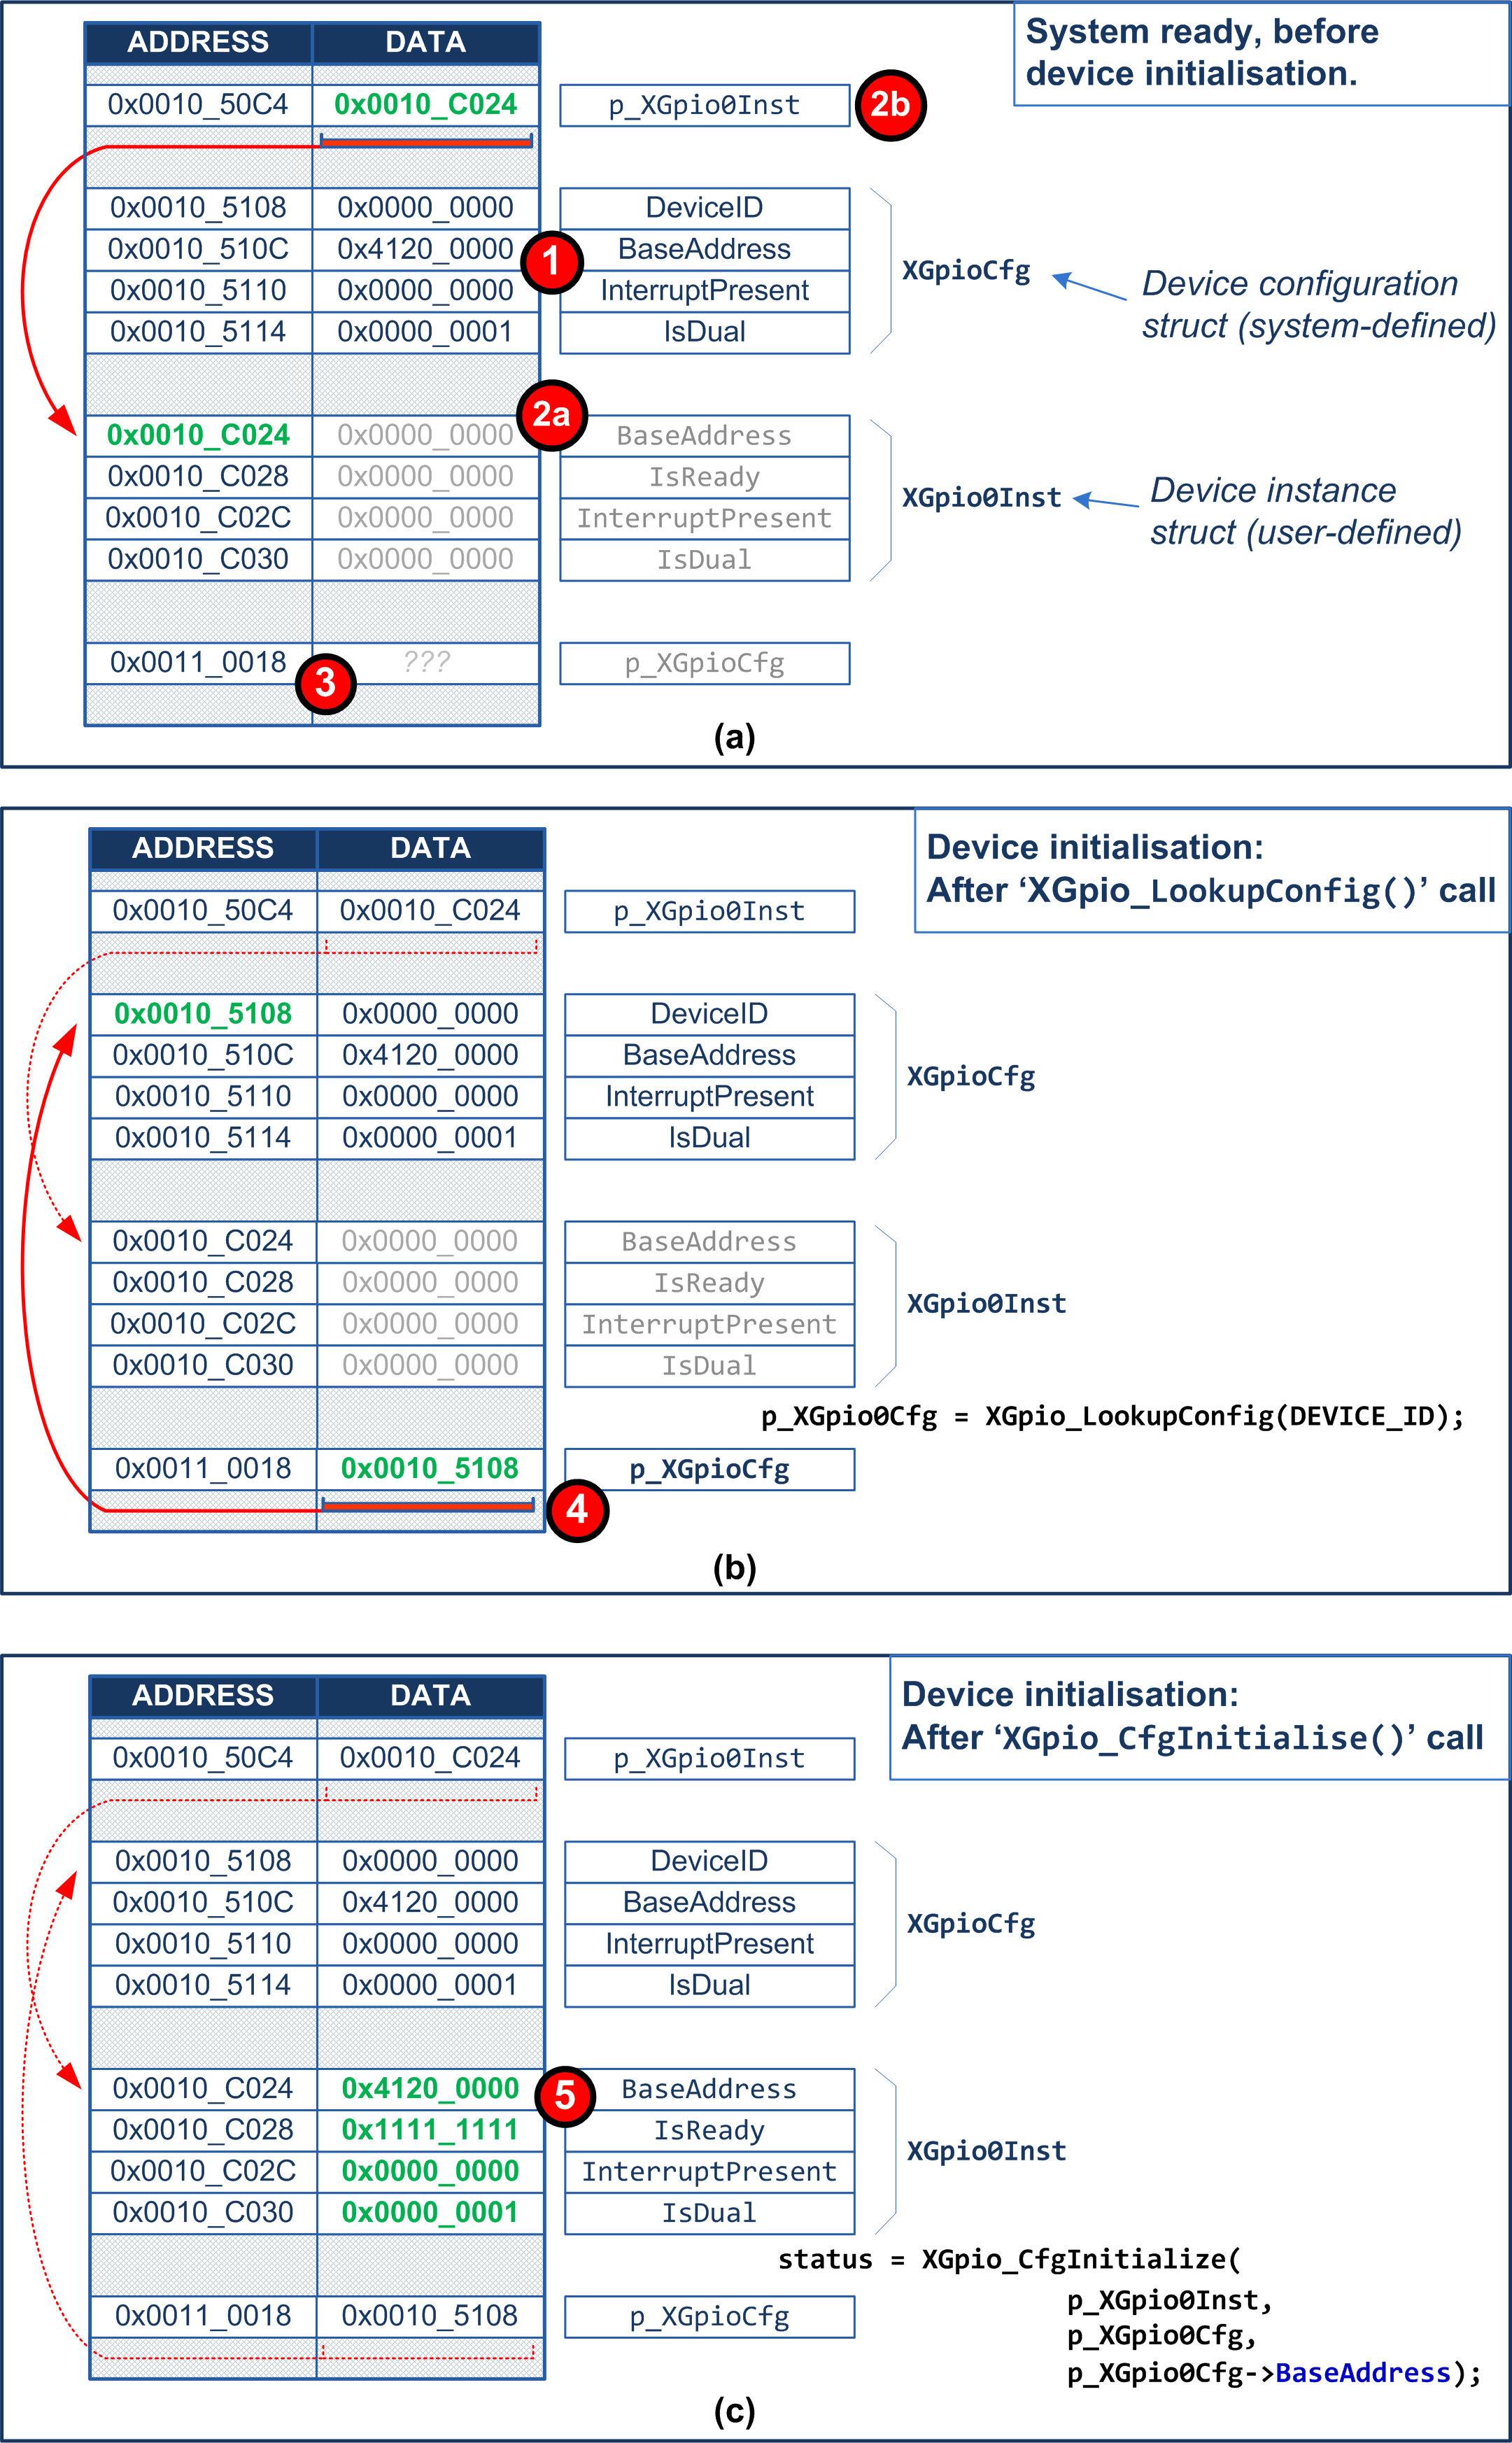 System ready, before
device initialisation.
ADDRESS DATA
0x0010_50C4 0x0010_C024 p_XGpio0Inst 2b
0x0010_5108 0x0000_0000 DeviceID
0x0010_510C 0x4120_0000 1 BaseAddress
0x0010_5110 0x0000_0000 InterruptPresent
0x0010_5114 0x0000_0001 IsDual
XGpioCfg
Device configuration
struct (system-defined)
2a
0x0010_C024 0x0000_0000 BaseAddress
0x0010_C028 0x0000_0000 IsReady
0x0010_C02C 0x0000_0000 InterruptPresent
0x0010_C030 0x0000_0000 IsDual
XGpio0Inst
Device instance
struct (user-defined)
0x0011_0018 ??? p_XGpioCfg
3
(a)
Device initialisation:
After ‘XGpio_LookupConfig()’ call
ADDRESS DATA
0x0010_50C4 0x0010_C024 p_XGpio0Inst
0x0010_5108 0x0000_0000 DeviceID
0x0010_510C 0x4120_0000 BaseAddress
0x0010_5110 0x0000_0000 InterruptPresent
0x0010_5114 0x0000_0001 IsDual
XGpioCfg
0x0010_C024 0x0000_0000 BaseAddress
0x0010_C028 0x0000_0000 IsReady
0x0010_C02C 0x0000_0000 InterruptPresent
0x0010_C030 0x0000_0000 IsDual
XGpio0Inst
p_XGpio0Cfg = XGpio_LookupConfig(DEVICE_ID);
0x0011_0018 0x0010_5108 p_XGpioCfg
4
(b)
Device initialisation:
After ‘XGpio_CfgInitialise()’ call
ADDRESS DATA
0x0010_50C4 0x0010_C024 p_XGpio0Inst
0x0010_5108 0x0000_0000 DeviceID
0x0010_510C 0x4120_0000 BaseAddress
0x0010_5110 0x0000_0000 InterruptPresent
0x0010_5114 0x0000_0001 IsDual
XGpioCfg
0x0010_C024 0x4120_0000 5 BaseAddress
0x0010_C028 0x1111_1111 IsReady
0x0010_C02C 0x0000_0000 InterruptPresent
0x0010_C030 0x0000_0001 IsDual
XGpio0Inst
status = XGpio_CfgInitialize(
p_XGpio0Inst,
p_XGpio0Cfg,
p_XGpio0Cfg->BaseAddress);
0x0011_0018 0x0010_5108 p_XGpioCfg
(c)